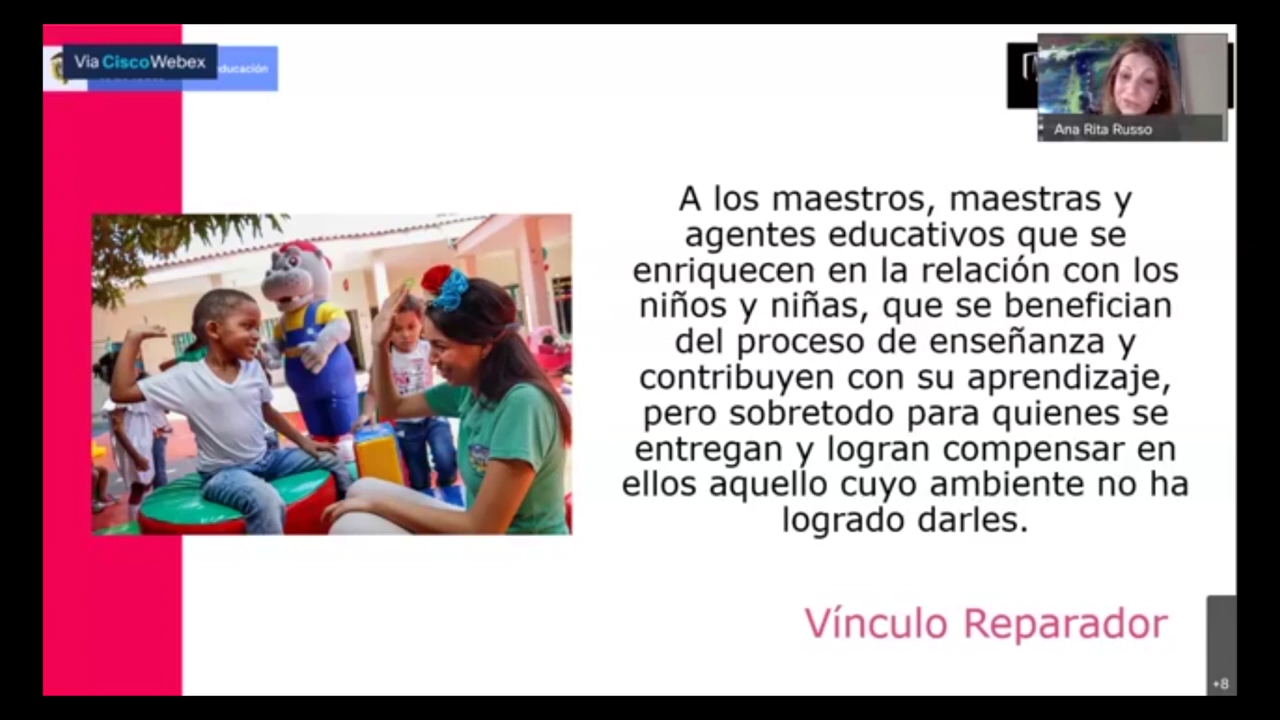 Via CiscoWebex
educación
Ana Rita Russo
A los maestros, maestras y
agentes educativos que se
enriquecen en la relación con los
niños y niñas, que se benefician
del proceso de enseñanza y
contribuyen con su aprendizaje,
pero sobretodo para quienes se
entregan y logran compensar en
ellos aquello cuyo ambiente no ha
logrado darles.
Vínculo Reparador
+8